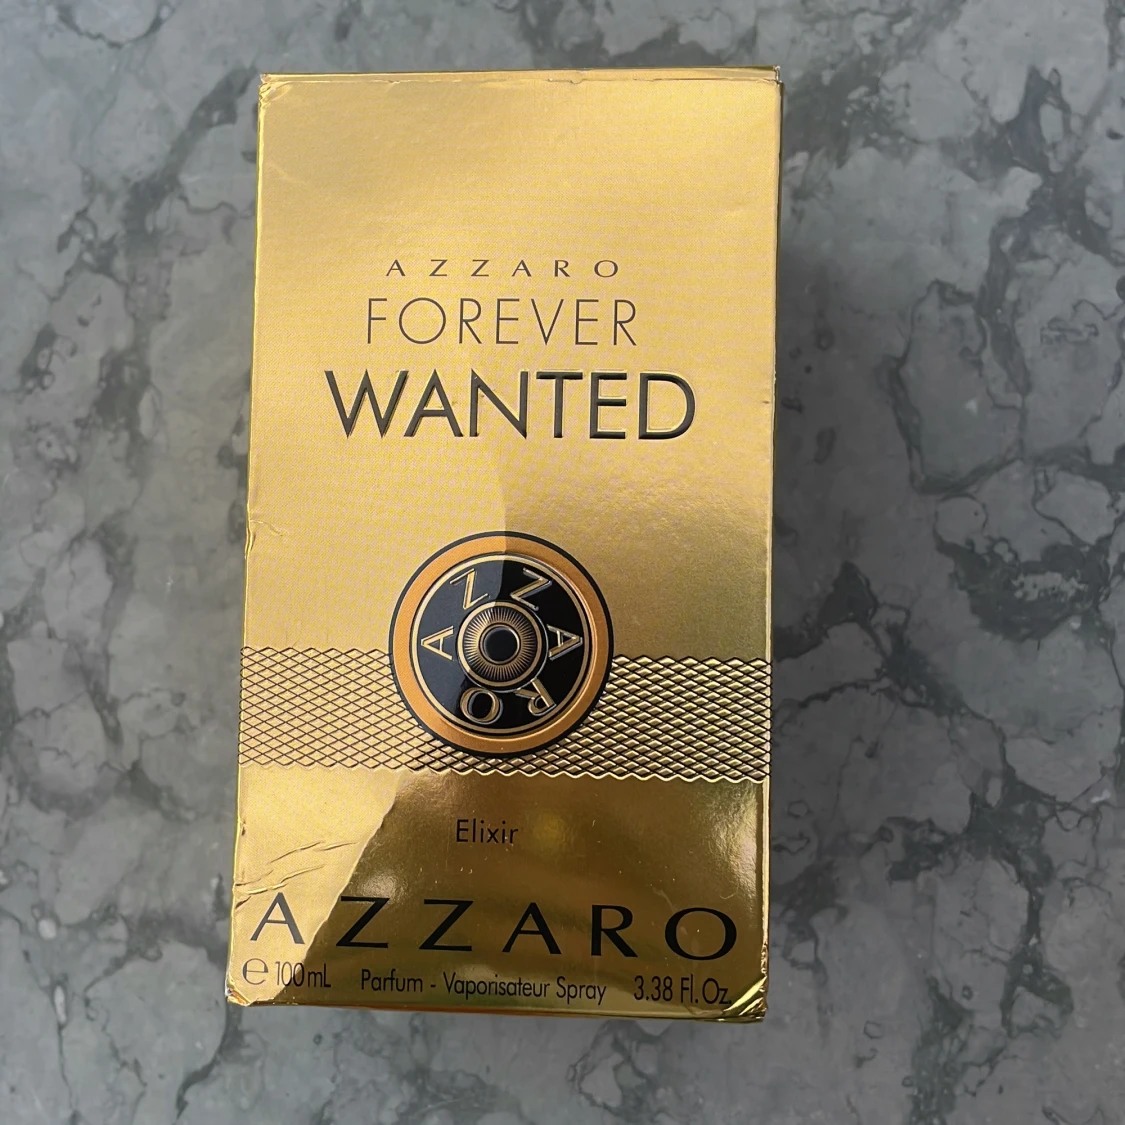 AZZARO
FOREVER
WANTED
AZZARO
Elixir
AZZARO
℮ 100mL Parfum - Vaporisateur Spray 3.38 Fl. Oz.